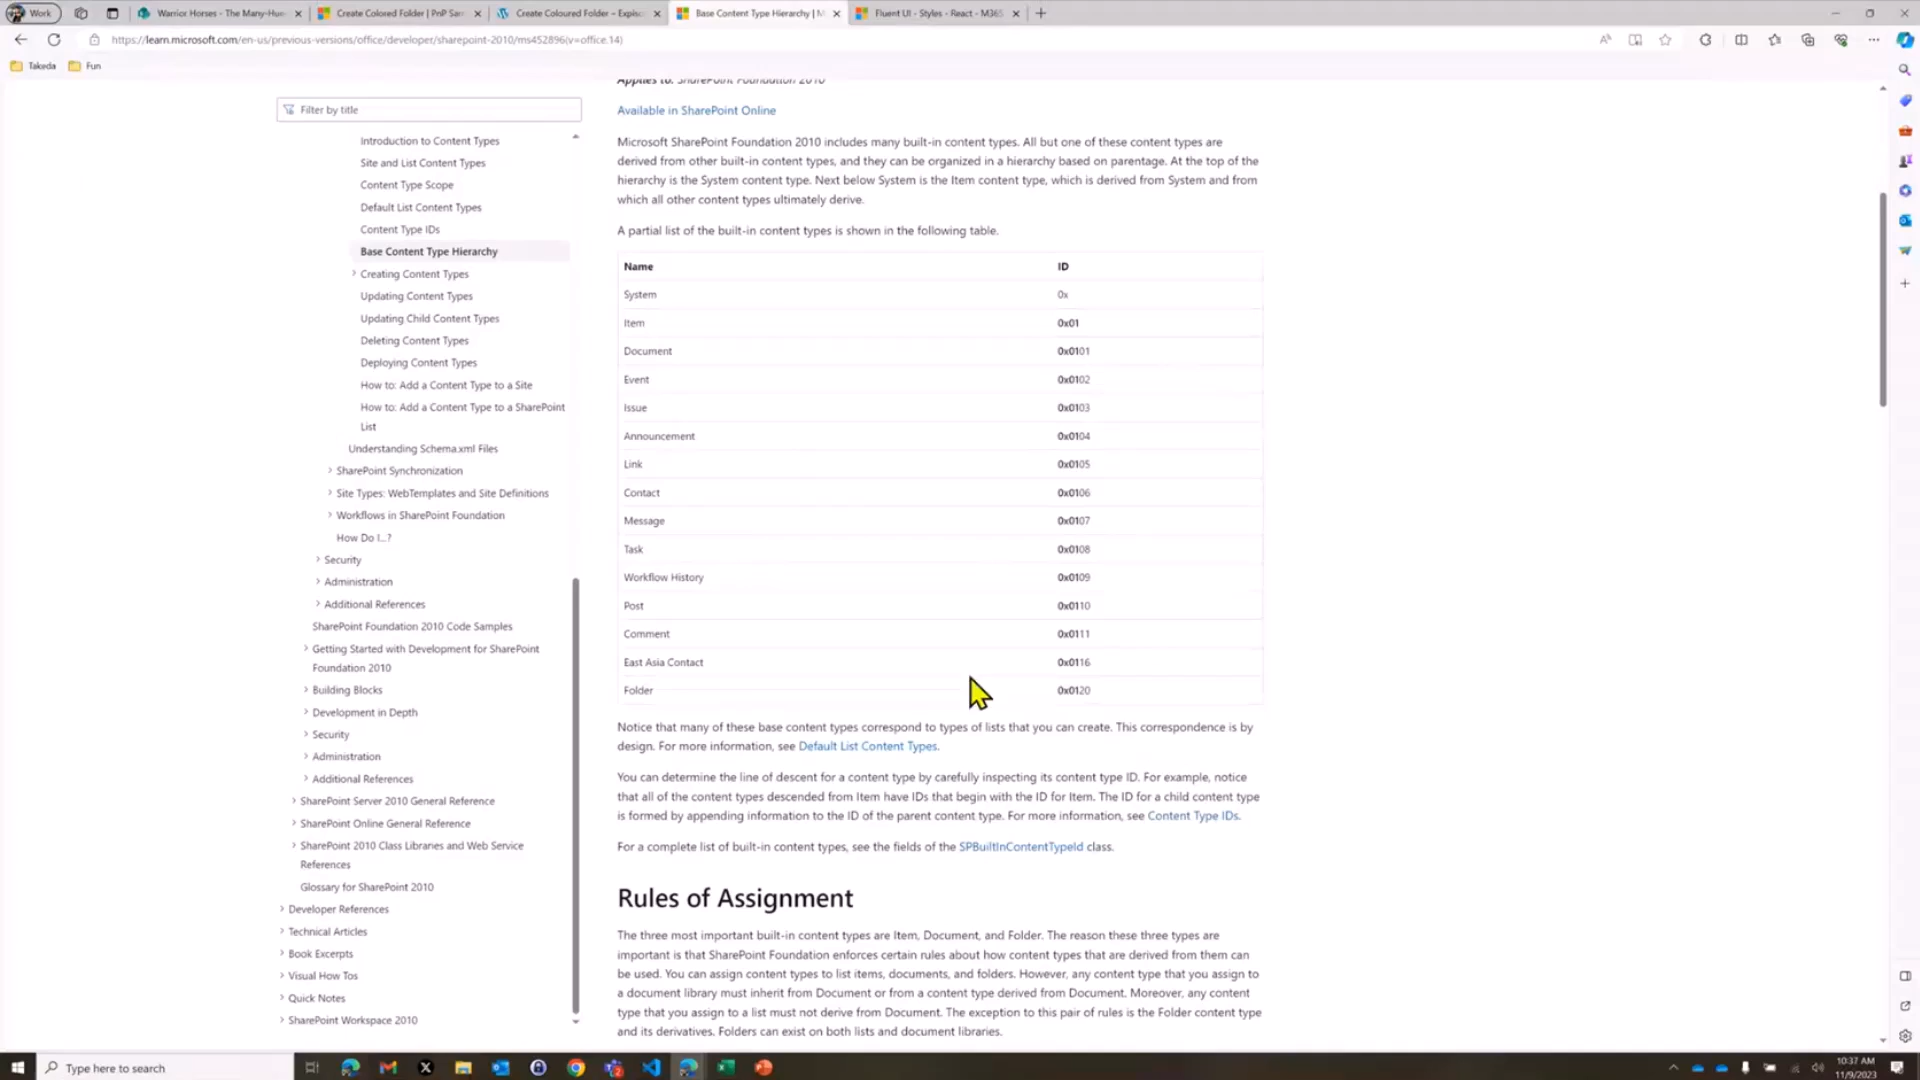 Work
Warrior Horses - The Many-Hue
Create Colored Folder | PnP Sam
Create Coloured Folder – Expisc
Base Content Type Hierarchy | M
Fluent UI - Styles - React - M365
https://learn.microsoft.com/en-us/previous-versions/office/developer/sharepoint-2010/ms452896(v=office.14)
Takeda
Fun
Filter by title
Introduction to Content Types
Site and List Content Types
Content Type Scope
Default List Content Types
Content Type IDs
Base Content Type Hierarchy
Creating Content Types
Updating Content Types
Updating Child Content Types
Deleting Content Types
Deploying Content Types
How to: Add a Content Type to a Site
How to: Add a Content Type to a SharePoint
List
Understanding Schema.xml Files
SharePoint Synchronization
Site Types: WebTemplates and Site Definitions
Workflows in SharePoint Foundation
How Do I...?
Security
Administration
Additional References
SharePoint Foundation 2010 Code Samples
Getting Started with Development for SharePoint
Foundation 2010
Building Blocks
Development in Depth
Security
Administration
Additional References
SharePoint Server 2010 General Reference
SharePoint Online General Reference
SharePoint 2010 Class Libraries and Web Service
References
Glossary for SharePoint 2010
Developer References
Technical Articles
Book Excerpts
Visual How Tos
Quick Notes
SharePoint Workspace 2010
Applies to: SharePoint Foundation 2010
Available in SharePoint Online
Microsoft SharePoint Foundation 2010 includes many built-in content types. All but one of these content types are
derived from other built-in content types, and they can be organized in a hierarchy based on parentage. At the top of the
hierarchy is the System content type. Next below System is the Item content type, which is derived from System and from
which all other content types ultimately derive.
A partial list of the built-in content types is shown in the following table.
Name ID
System 0x
Item 0x01
Document 0x0101
Event 0x0102
Issue 0x0103
Announcement 0x0104
Link 0x0105
Contact 0x0106
Message 0x0107
Task 0x0108
Workflow History 0x0109
Post 0x0110
Comment 0x0111
East Asia Contact 0x0116
Folder 0x0120
Notice that many of these base content types correspond to types of lists that you can create. This correspondence is by
design. For more information, see Default List Content Types.
You can determine the line of descent for a content type by carefully inspecting its content type ID. For example, notice
that all of the content types descended from Item have IDs that begin with the ID for Item. The ID for a child content type
is formed by appending information to the ID of the parent content type. For more information, see Content Type IDs.
For a complete list of built-in content types, see the fields of the SPBuiltInContentTypeId class.
Rules of Assignment
The three most important built-in content types are Item, Document, and Folder. The reason these three types are
important is that SharePoint Foundation enforces certain rules about how content types that are derived from them can
be used. You can assign content types to list items, documents, and folders. However, any content type that you assign to
a document library must inherit from Document or from a content type derived from Document. Moreover, any content
type that you assign to a list must not derive from Document. The exception to this pair of rules is the Folder content type
and its derivatives. Folders can exist on both lists and document libraries.
Type here to search
10:37 AM
11/9/2023